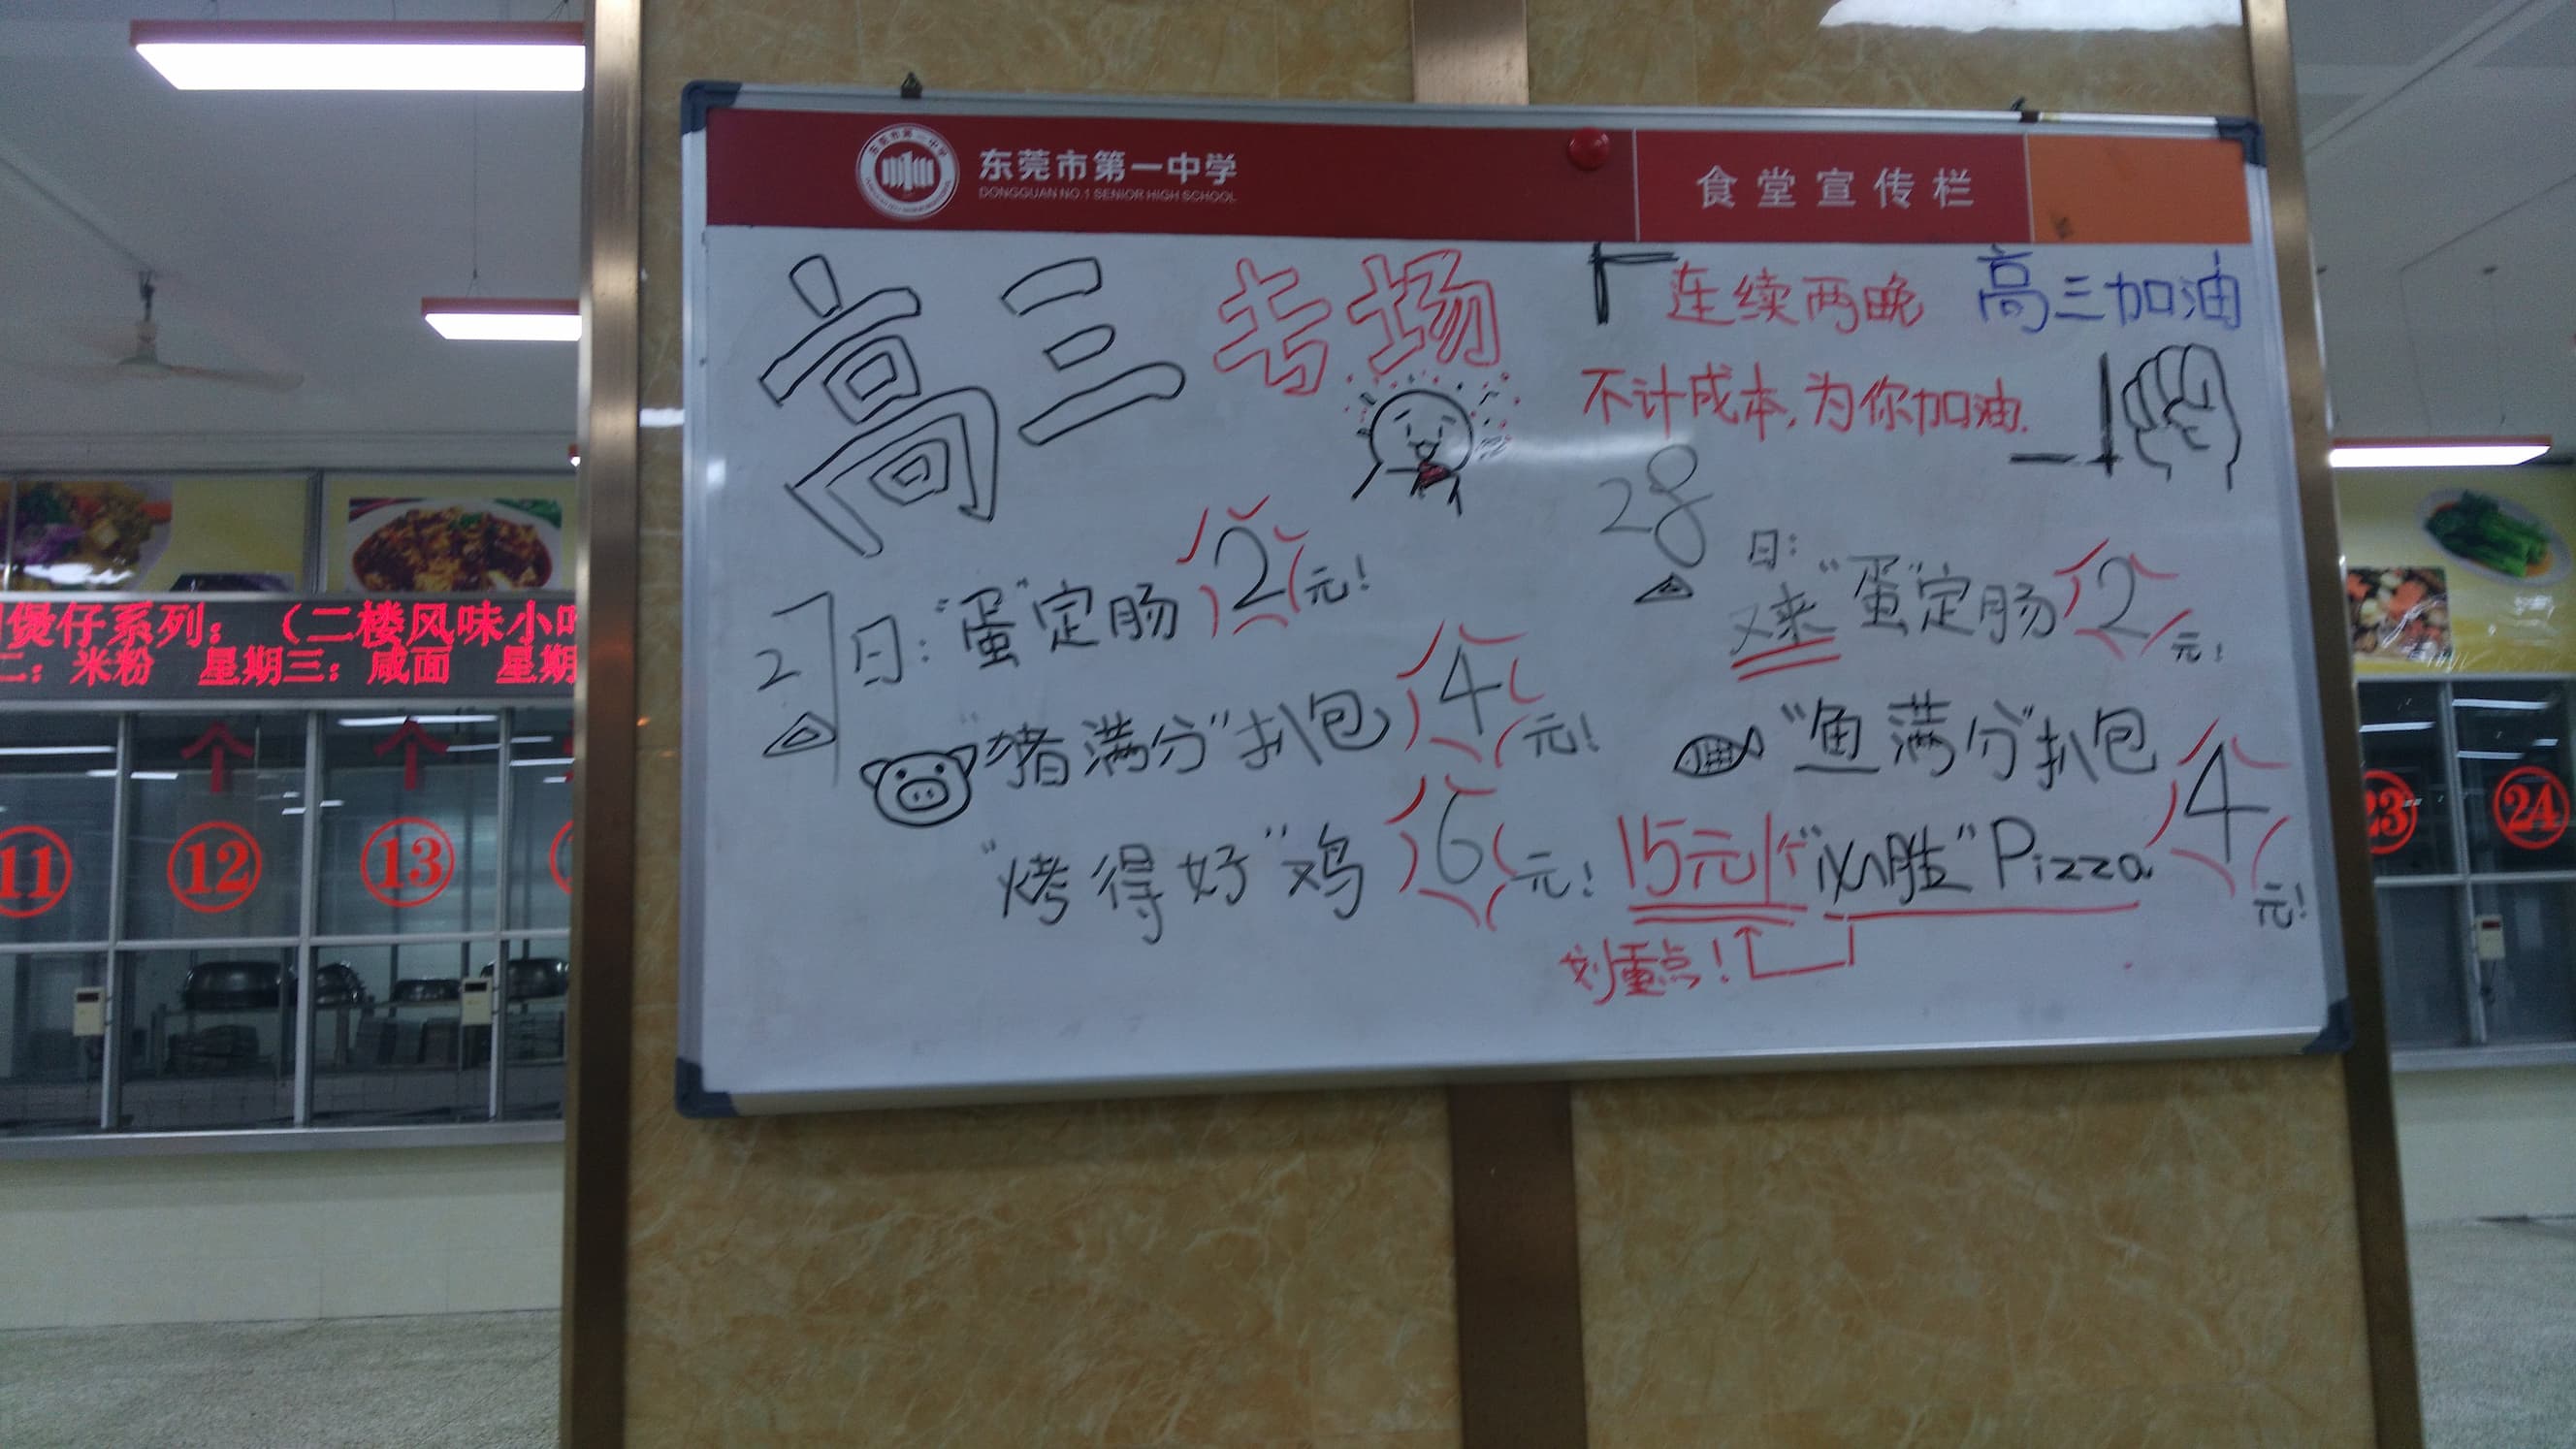 东莞市第一中学
DONGGUAN NO.1 SENIOR HIGH SCHOOL
食堂宣传栏
高三专场
连续两晚 高三加油
不计成本,为你加油.
27日:"蛋"定肠2元!
"猪满分"扒包4元!
"烤得好"鸡6元!
28日:
又来"蛋"定肠2元!
"鱼满分"扒包4元!
15元1个"必胜"Pizza
划重点!
煲仔系列:(二楼风味小吃
二:米粉 星期三:咸面 星期
11
12
13
23
24